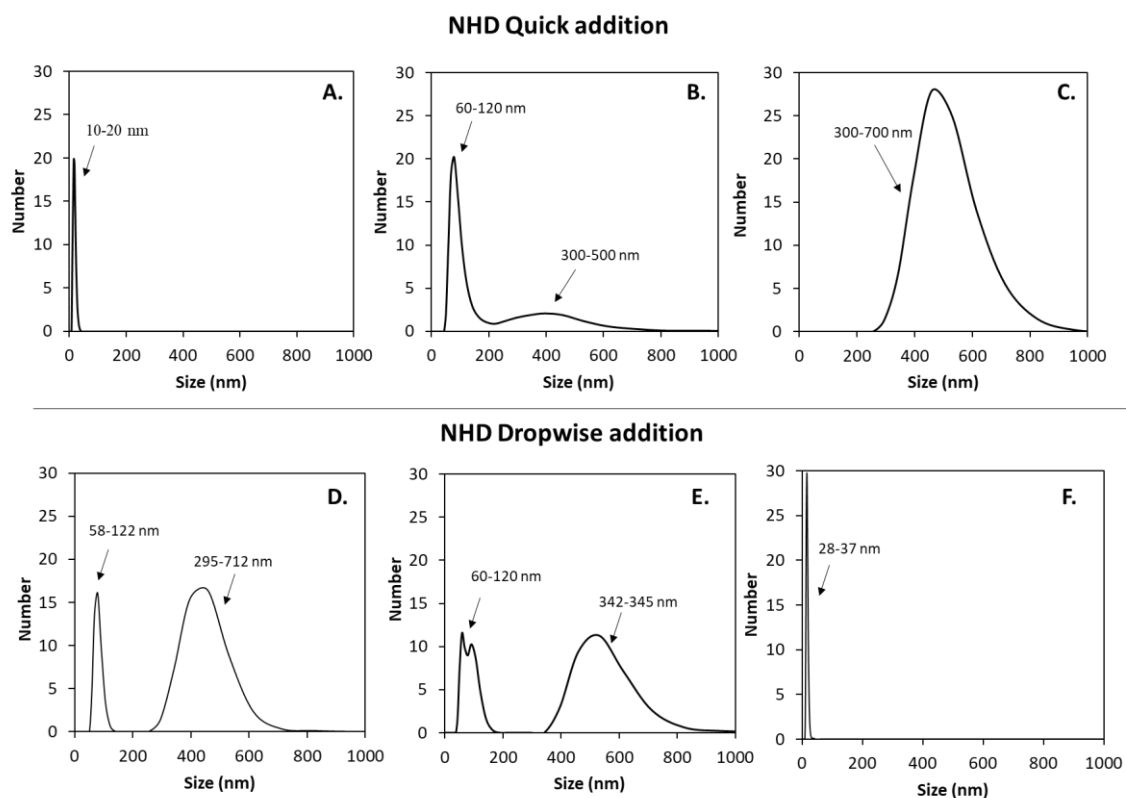 NHD Quick addition
A.
10-20 nm
30
25
20
15
10
5
0
Number
0 200 400 600 800 1000
Size (nm)
B.
60-120 nm
300-500 nm
30
25
20
15
10
5
0
Number
0 200 400 600 800 1000
Size (nm)
C.
300-700 nm
30
25
20
15
10
5
0
Number
0 200 400 600 800 1000
Size (nm)
NHD Dropwise addition
D.
58-122 nm
295-712 nm
30
25
20
15
10
5
0
Number
0 200 400 600 800 1000
Size (nm)
E.
60-120 nm
342-345 nm
30
25
20
15
10
5
0
Number
0 200 400 600 800 1000
Size (nm)
F.
28-37 nm
30
25
20
15
10
5
0
Number
0 200 400 600 800 1000
Size (nm)